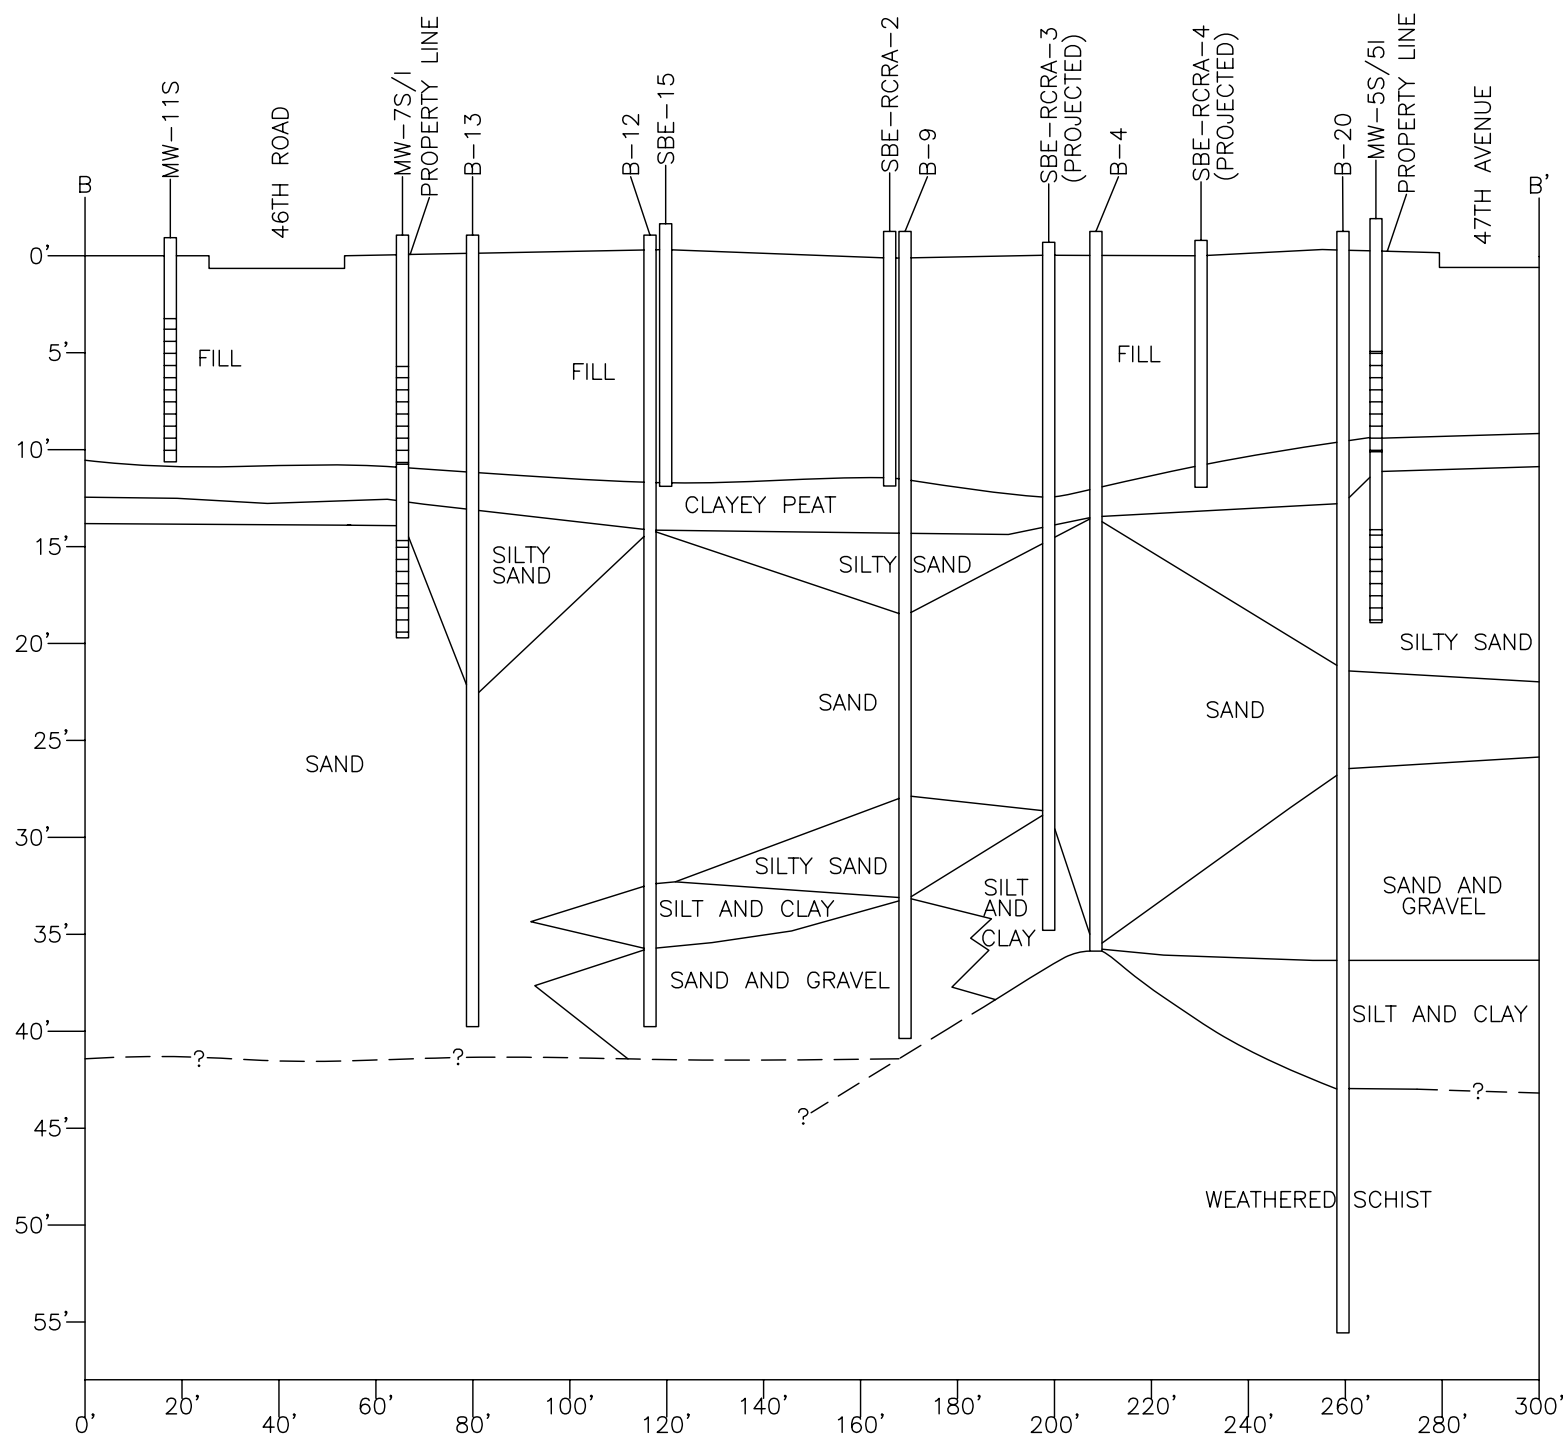 B
MW-11S
46TH ROAD
MW-7S/I
PROPERTY LINE
B-13
B-12
SBE-15
SBE-RCRA-2
B-9
SBE-RCRA-3
(PROJECTED)
B-4
SBE-RCRA-4
(PROJECTED)
B-20
MW-5S/5I
PROPERTY LINE
47TH AVENUE
B'
0'
5'
10'
15'
20'
25'
30'
35'
40'
45'
50'
55'
FILL
FILL
FILL
CLAYEY PEAT
SILTY
SAND
SILTY SAND
SILTY SAND
SAND
SAND
SAND
SILTY SAND
SILT AND CLAY
SILT
AND
CLAY
SAND AND
GRAVEL
SAND AND GRAVEL
SILT AND CLAY
?
?
?
?
WEATHERED SCHIST
0'
20'
40'
60'
80'
100'
120'
140'
160'
180'
200'
220'
240'
260'
280'
300'